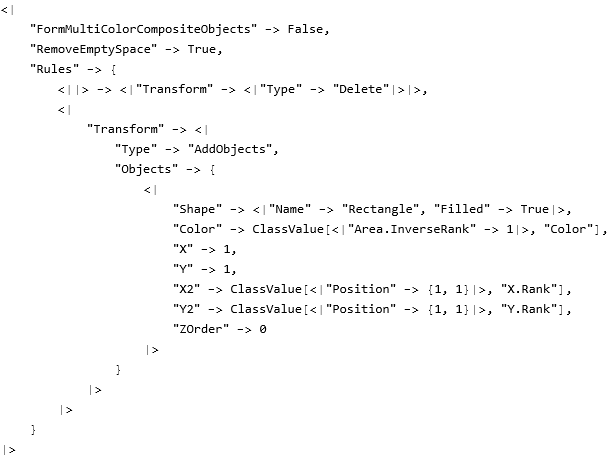 <|
    "FormMultiColorCompositeObjects" -> False,
    "RemoveEmptySpace" -> True,
    "Rules" -> {
        <||> -> <|"Transform" -> <|"Type" -> "Delete"|>|>,
        <|
            "Transform" -> <|
                "Type" -> "AddObjects",
                "Objects" -> {
                    <|
                        "Shape" -> <|"Name" -> "Rectangle", "Filled" -> True|>,
                        "Color" -> ClassValue[<|"Area.InverseRank" -> 1|>, "Color"],
                        "X" -> 1,
                        "Y" -> 1,
                        "X2" -> ClassValue[<|"Position" -> {1, 1}|>, "X.Rank"],
                        "Y2" -> ClassValue[<|"Position" -> {1, 1}|>, "Y.Rank"],
                        "ZOrder" -> 0
                    |>
                }
            |>
        |>
    }
|>